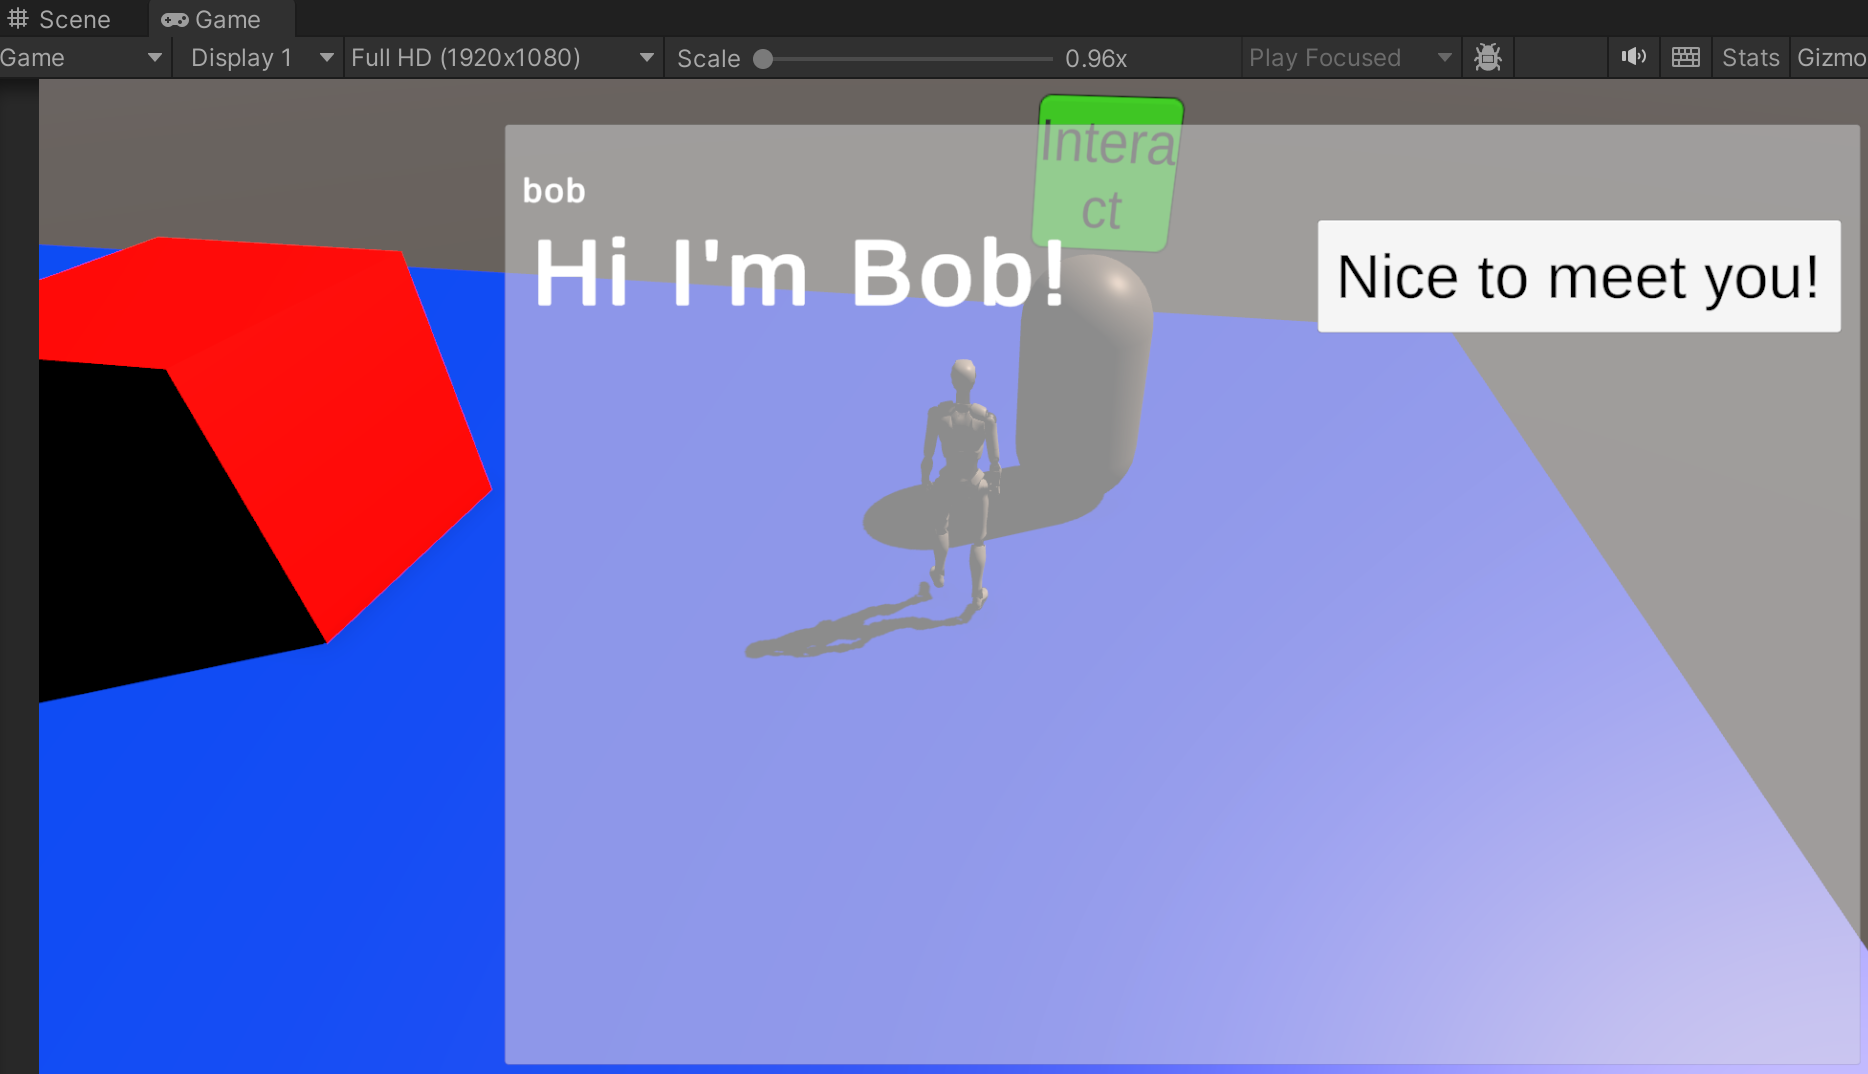 Scene
Game
Game
Display 1
Full HD (1920x1080)
Scale
0.96x
Play Focused
Stats
Gizmo
Intera
ct
bob
Hi I'm Bob!
Nice to meet you!